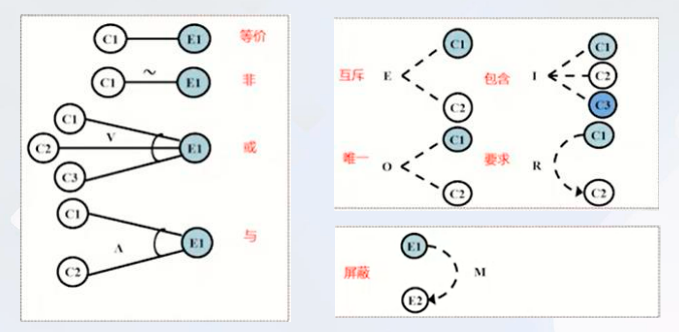 C1 E1 等价
C1 ~ E1 非
C1
C2 V E1 或
C3
C1
A E1 与
C2
C1 C1
互斥 E 包含 I C2
C2 C3
C1 C1
唯一 O 要求 R
C2 C2
E1
屏蔽 M
E2